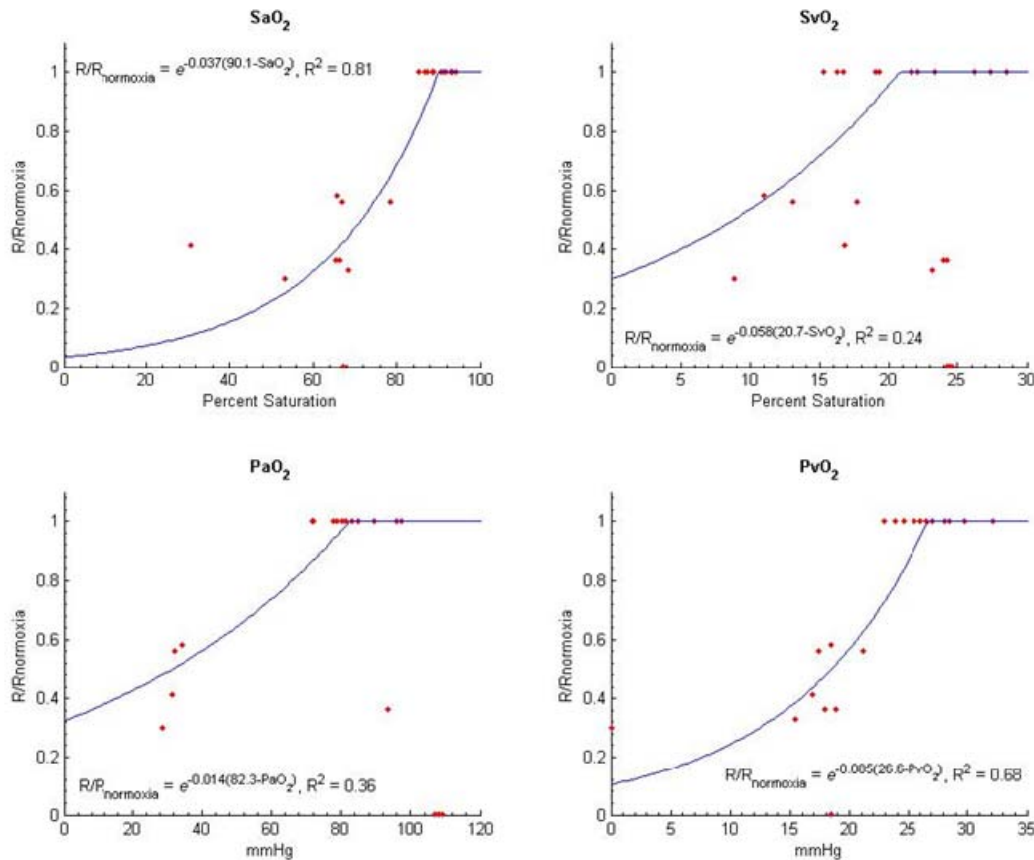 SaO₂
R/R_normoxia = e^-0.037(90.1-SaO₂), R² = 0.81
R/Rnormoxia
1
0.8
0.6
0.4
0.2
0
0 20 40 60 80 100
Percent Saturation
SvO₂
R/Rnormoxia
1
0.8
0.6
0.4
0.2
0
R/R_normoxia = e^-0.058(20.7-SvO₂), R² = 0.24
0 5 10 15 20 25 30
Percent Saturation
PaO₂
R/Rnormoxia
1
0.8
0.6
0.4
0.2
0
R/R_normoxia = e^-0.014(82.3-PaO₂), R² = 0.36
0 20 40 60 80 100 120
mmHg
PvO₂
R/Rnormoxia
1
0.8
0.6
0.4
0.2
0
R/R_normoxia = e^-0.085(26.6-PvO₂), R² = 0.68
0 5 10 15 20 25 30 35
mmHg